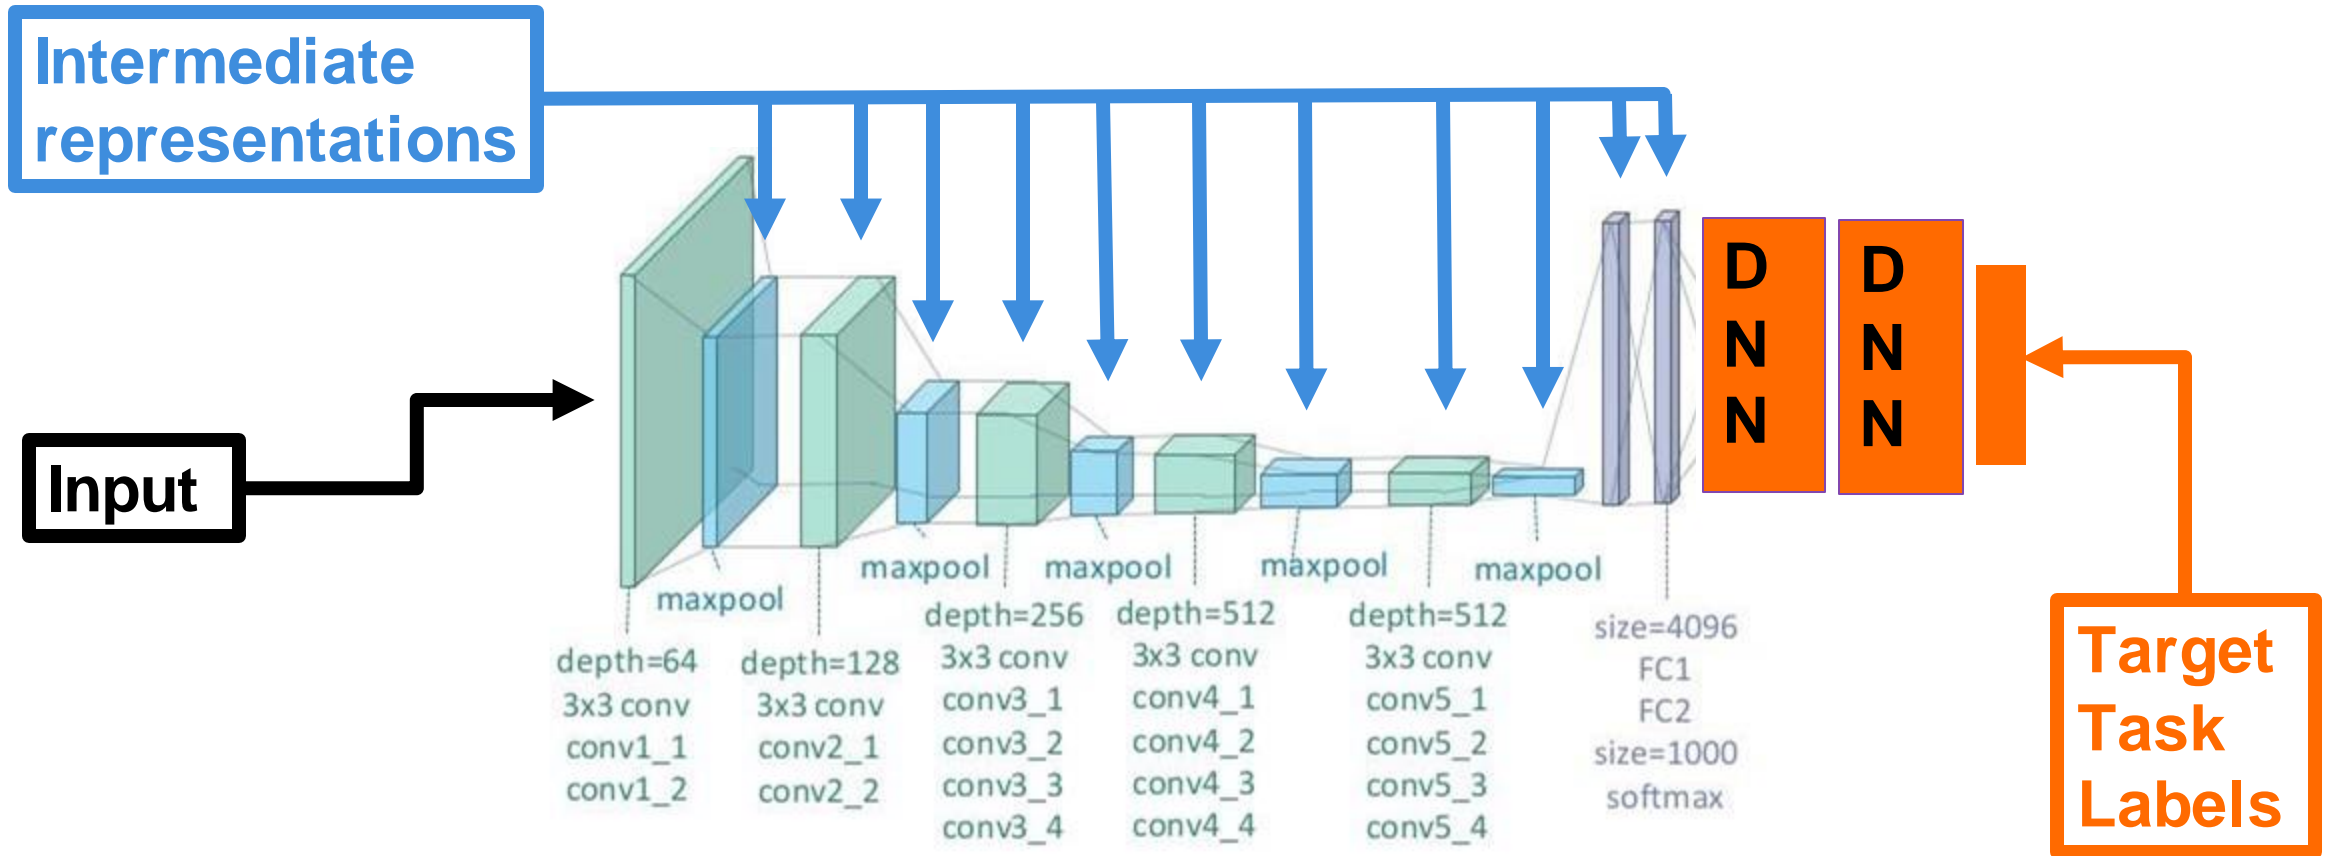 Intermediate
representations
Input
D
N
N
D
N
N
maxpool
maxpool
maxpool
maxpool
maxpool
depth=64
3x3 conv
conv1_1
conv1_2
depth=128
3x3 conv
conv2_1
conv2_2
depth=256
3x3 conv
conv3_1
conv3_2
conv3_3
conv3_4
depth=512
3x3 conv
conv4_1
conv4_2
conv4_3
conv4_4
depth=512
3x3 conv
conv5_1
conv5_2
conv5_3
conv5_4
size=4096
FC1
FC2
size=1000
softmax
Target
Task
Labels